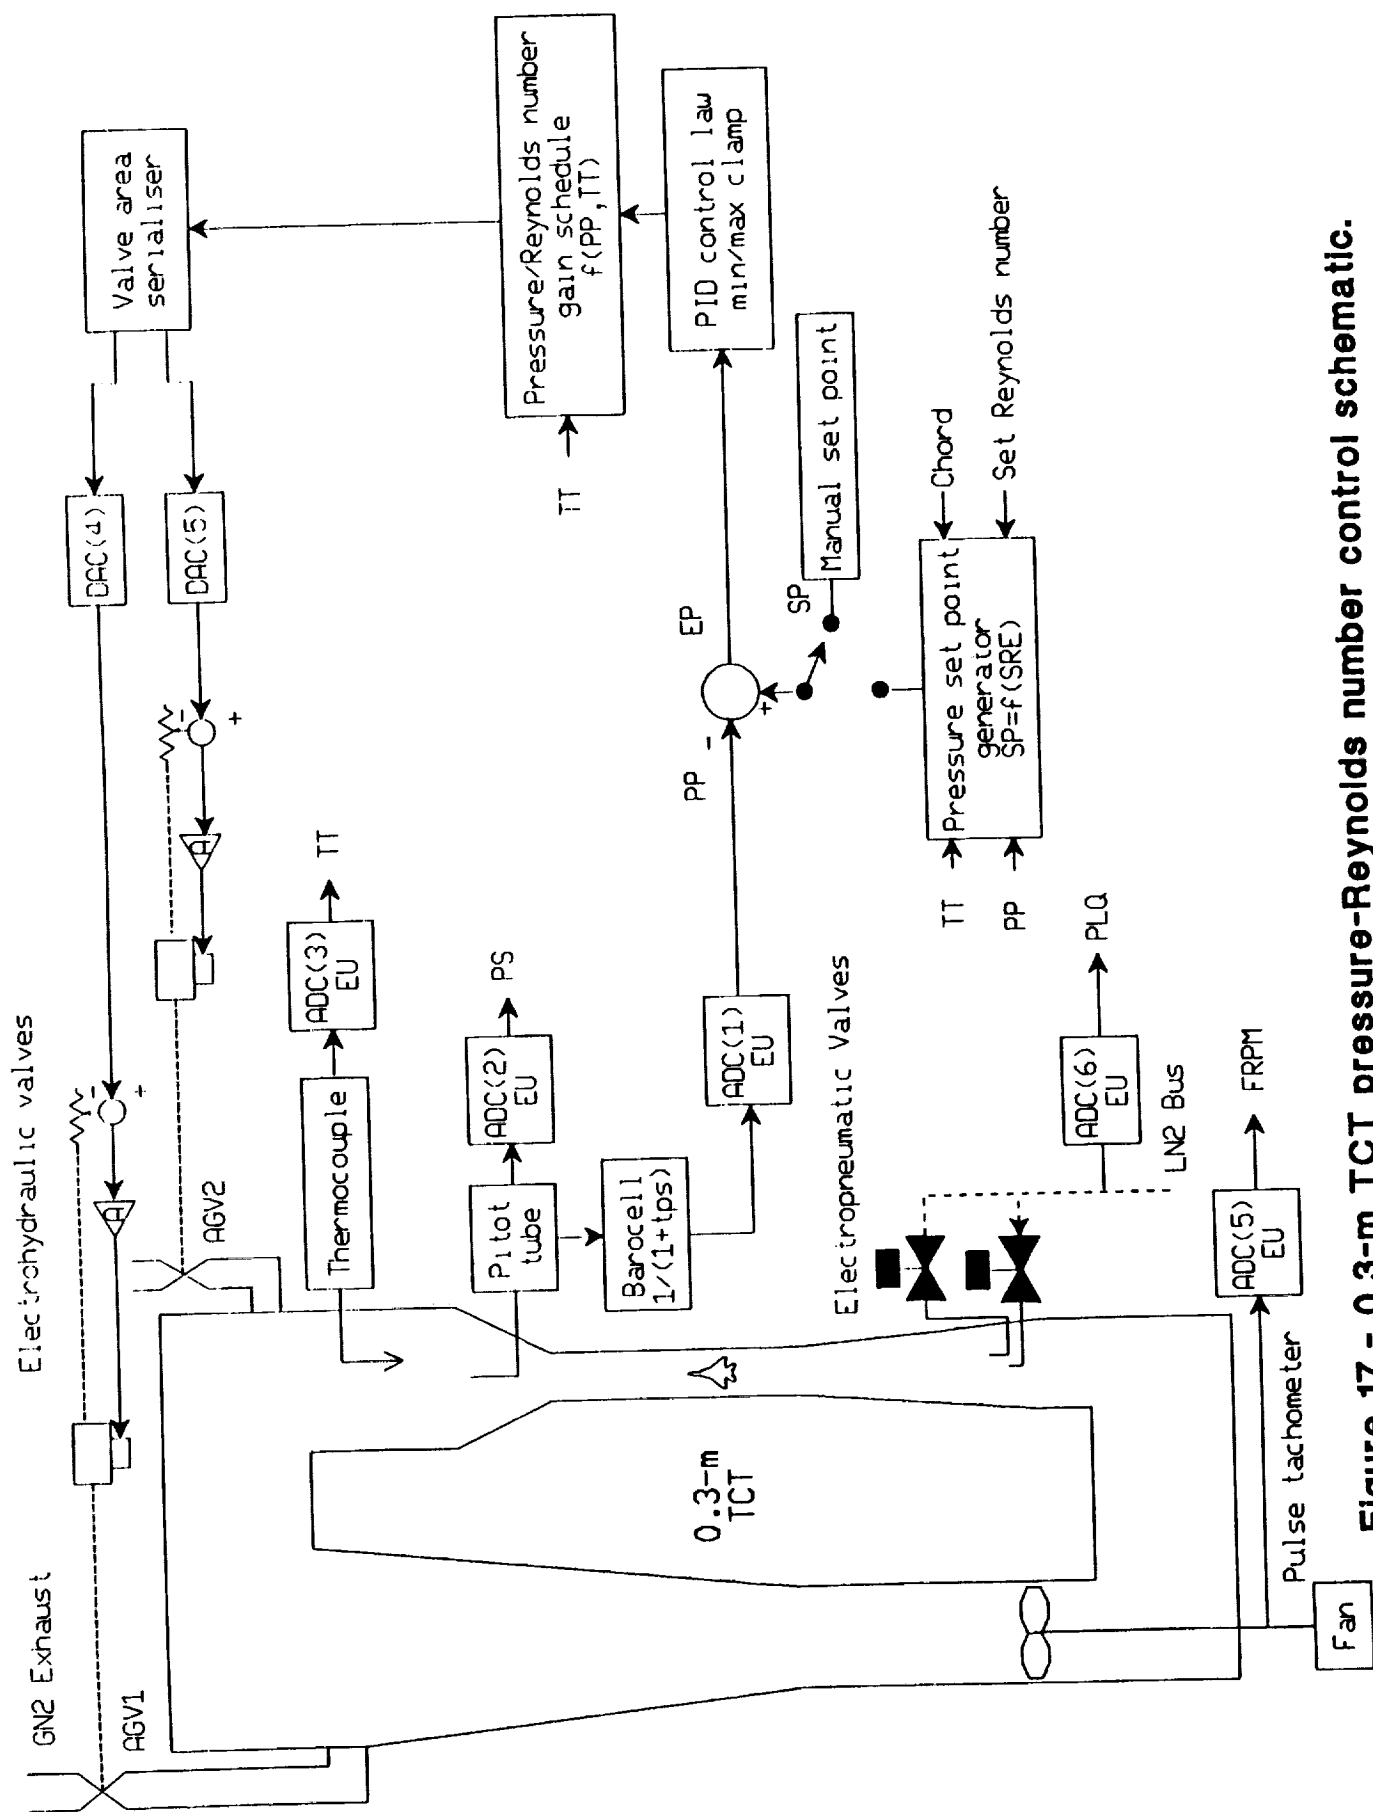 GN2 Exhaust
Electrohydraulic valves
AGV1
AGV2
A
A
-
+
-
+
DAC(4)
DAC(5)
Valve area
serialiser
Thermocouple
ADC(3)
EU
TT
Pitot
tube
ADC(2)
EU
PS
Barocell
1/(1+tps)
ADC(1)
EU
PP
-
+
EP
SP
TT
Pressure/Reynolds number
gain schedule
f(PP,TT)
PID control law
min/max clamp
Manual set point
0.3-m
TCT
Electropneumatic Valves
ADC(6)
EU
PLQ
LN2 Bus
TT
PP
Pressure set point
generator
SP=f(SRE)
Chord
Set Reynolds number
ADC(5)
EU
FRPM
Pulse tachometer
Fan
Figure 17 - 0.3-m TCT pressure-Reynolds number control schematic.